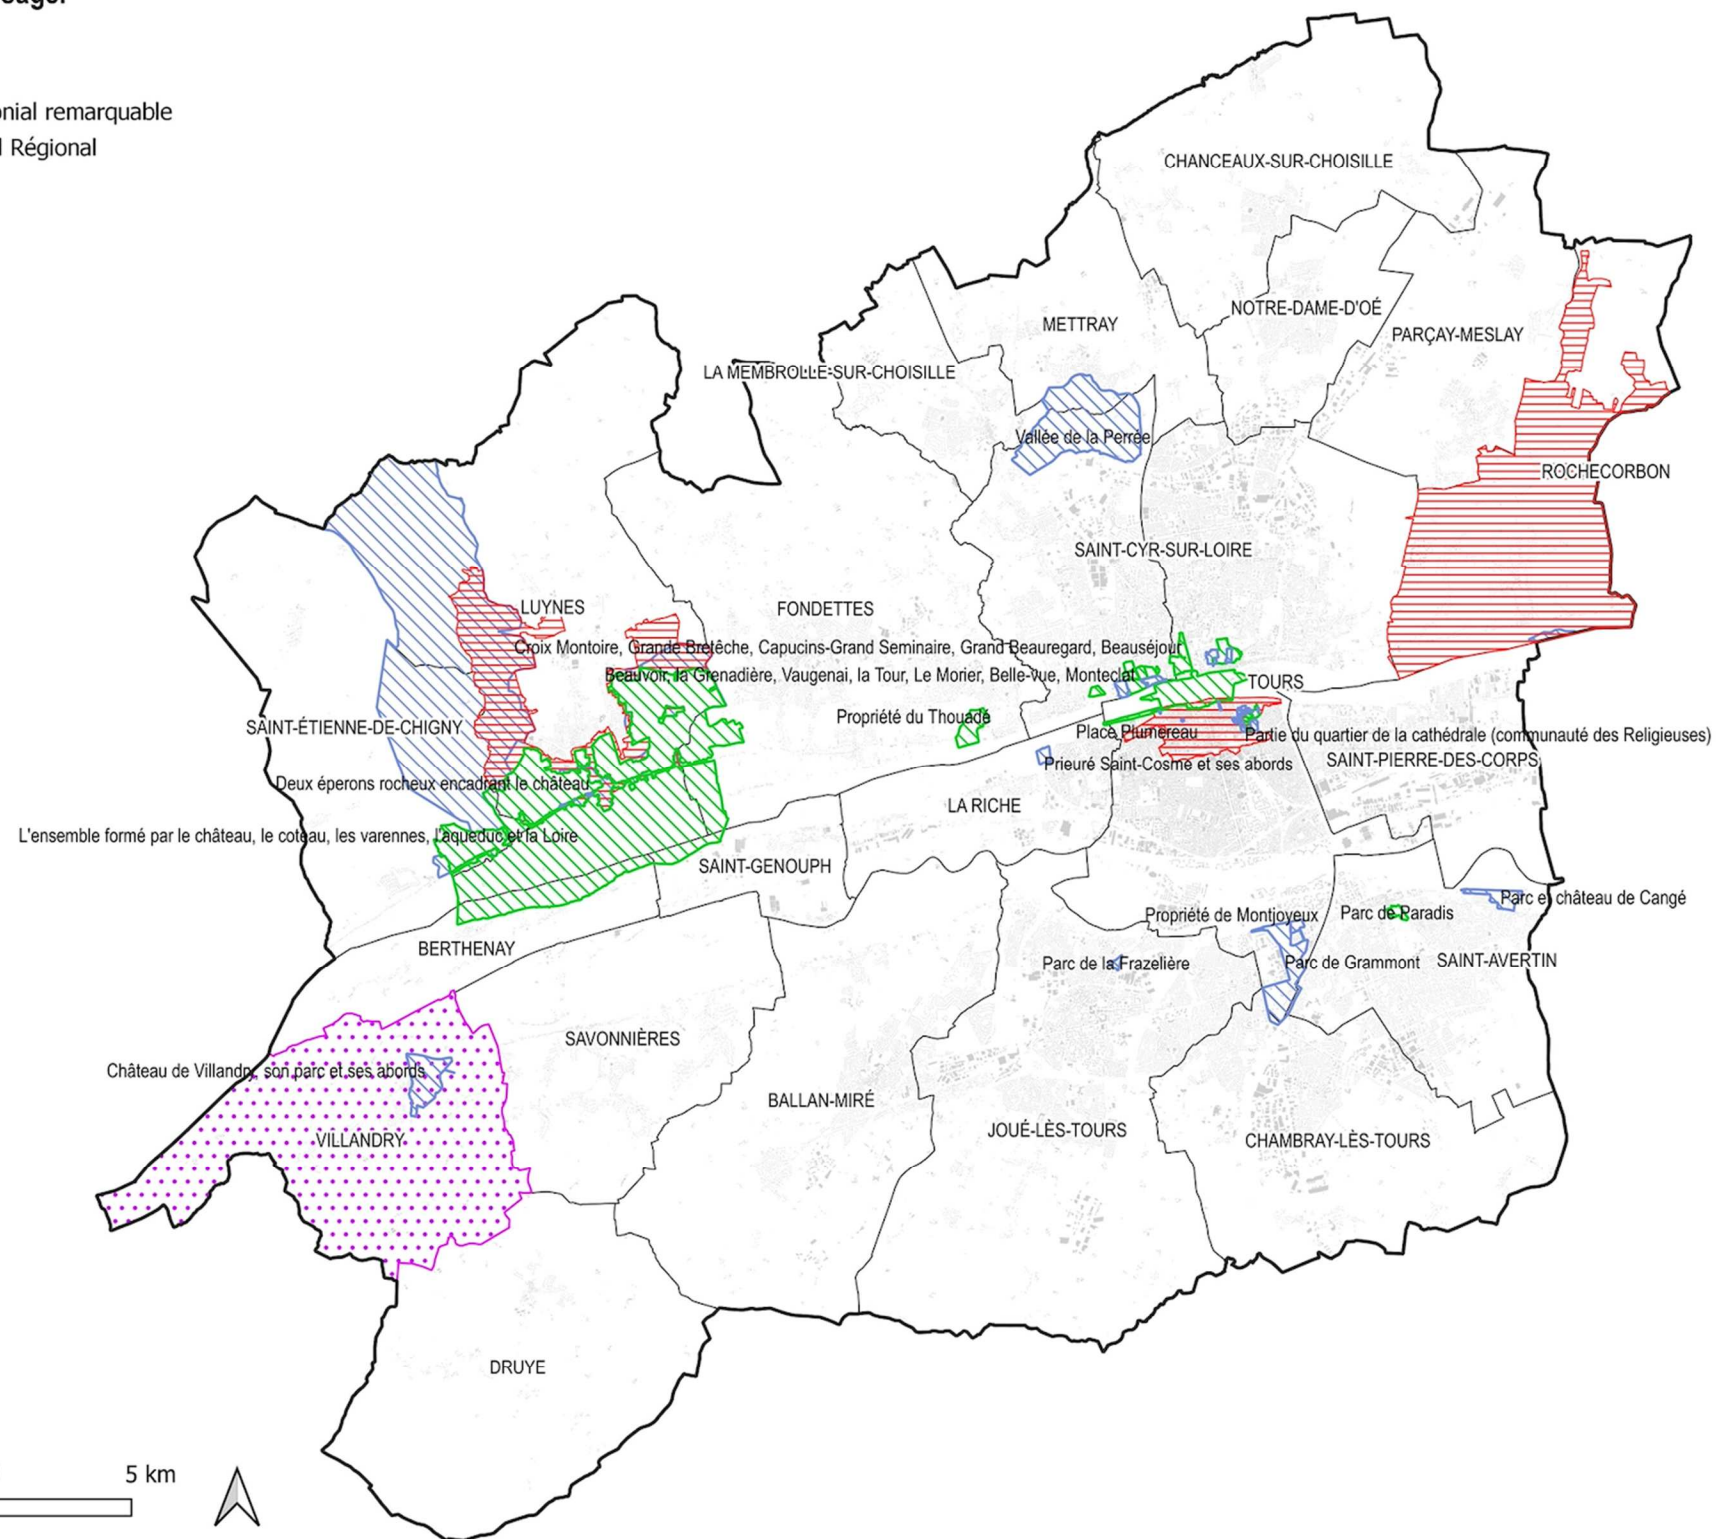 onial remarquable
l Régional
CHANCEAUX-SUR-CHOISILLE
NOTRE-DAME-D'OÉ
METTRAY
PARÇAY-MESLAY
LA MEMBROLLE-SUR-CHOISILLE
Vallée de la Perrée
ROCHECORBON
SAINT-CYR-SUR-LOIRE
LUYNES
FONDETTES
Croix Montoire, Grande Bretêche, Capucins-Grand Seminaire, Grand Beauregard, Beauséjour
Beauvoir, la Grenadière, Vaugenai, la Tour, Le Morier, Belle-vue, Monteclat
TOURS
Propriété du Thouadé
SAINT-ÉTIENNE-DE-CHIGNY
Place Plumereau
Partie du quartier de la cathédrale (communauté des Religieuses)
Prieuré Saint-Cosme et ses abords
SAINT-PIERRE-DES-CORPS
Deux éperons rocheux encadrant le château
LA RICHE
L'ensemble formé par le château, le coteau, les varennes, l'aqueduc et la Loire
SAINT-GENOUPH
Parc et château de Cangé
Propriété de Montjoyeux
Parc de Paradis
BERTHENAY
Parc de la Frazelière
Parc de Grammont
SAINT-AVERTIN
SAVONNIÈRES
Château de Villandry, son parc et ses abords
BALLAN-MIRÉ
JOUÉ-LÈS-TOURS
VILLANDRY
CHAMBRAY-LÈS-TOURS
DRUYE
5 km